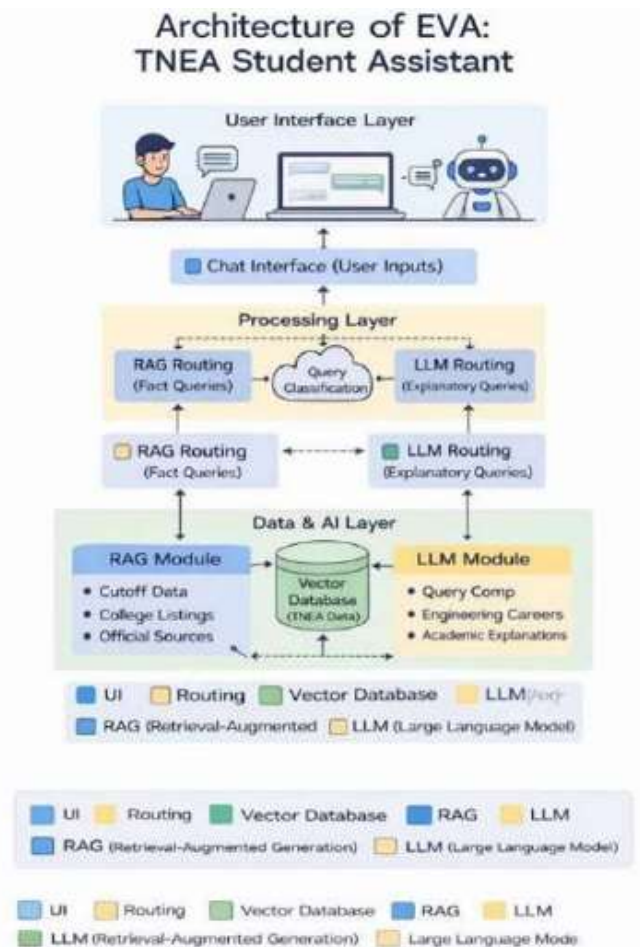 Architecture of EVA:
TNEA Student Assistant
User Interface Layer
Chat Interface (User Inputs)
Processing Layer
RAG Routing
(Fact Queries)
Query
Classification
LLM Routing
(Explanatory Queries)
RAG Routing
(Fact Queries)
LLM Routing
(Explanatory Queries)
Data & AI Layer
RAG Module
• Cutoff Data
• College Listings
• Official Sources
Vector
Database
(TNEA Data)
LLM Module
• Query Comp
• Engineering Careers
• Academic Explanations
UI Routing Vector Database LLM
RAG (Retrieval-Augmented) LLM (Large Language Model)
UI Routing Vector Database RAG LLM
RAG (Retrieval-Augmented Generation) LLM (Large Language Model)
UI Routing Vector Database RAG LLM
LLM (Retrieval-Augmented Generation) Large Language Mode